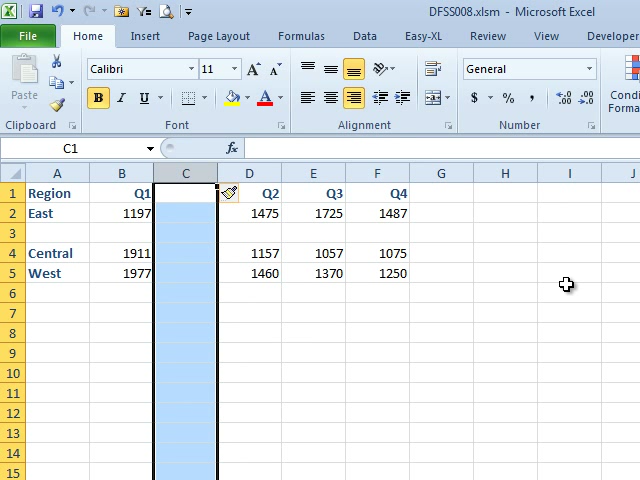 DFSS008.xlsm - Microsoft Excel
File Home Insert Page Layout Formulas Data Easy-XL Review View Developer
Paste Calibri 11 A A General
B I U A $ % , .00 .0
Clipboard Font Alignment Number
C1 fx
A B C D E F G H I J
1 Region Q1 Q2 Q3 Q4
2 East 1197 1475 1725 1487
3
4 Central 1911 1157 1057 1075
5 West 1977 1460 1370 1250
6
7
8
9
10
11
12
13
14
15